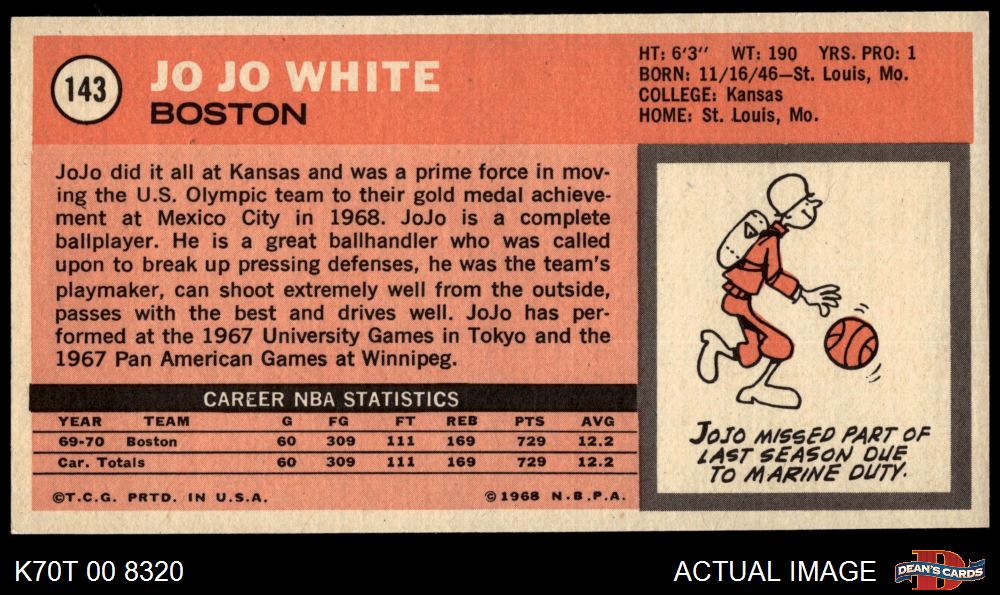 143
JO JO WHITE
BOSTON
HT: 6'3" WT: 190 YRS. PRO: 1
BORN: 11/16/46—St. Louis, Mo.
COLLEGE: Kansas
HOME: St. Louis, Mo.
JoJo did it all at Kansas and was a prime force in mov-
ing the U.S. Olympic team to their gold medal achieve-
ment at Mexico City in 1968. JoJo is a complete
ballplayer. He is a great ballhandler who was called
upon to break up pressing defenses, he was the team's
playmaker, can shoot extremely well from the outside,
passes with the best and drives well. JoJo has per-
formed at the 1967 University Games in Tokyo and the
1967 Pan American Games at Winnipeg.
CAREER NBA STATISTICS
YEAR TEAM G FG FT REB PTS AVG
69-70 Boston 60 309 111 169 729 12.2
Car. Totals 60 309 111 169 729 12.2
©T.C.G. PRTD. IN U.S.A. ©1968 N.B.P.A.
JOJO MISSED PART OF
LAST SEASON DUE
TO MARINE DUTY.
K70T 00 8320
ACTUAL IMAGE
D
DEAN'S CARDS